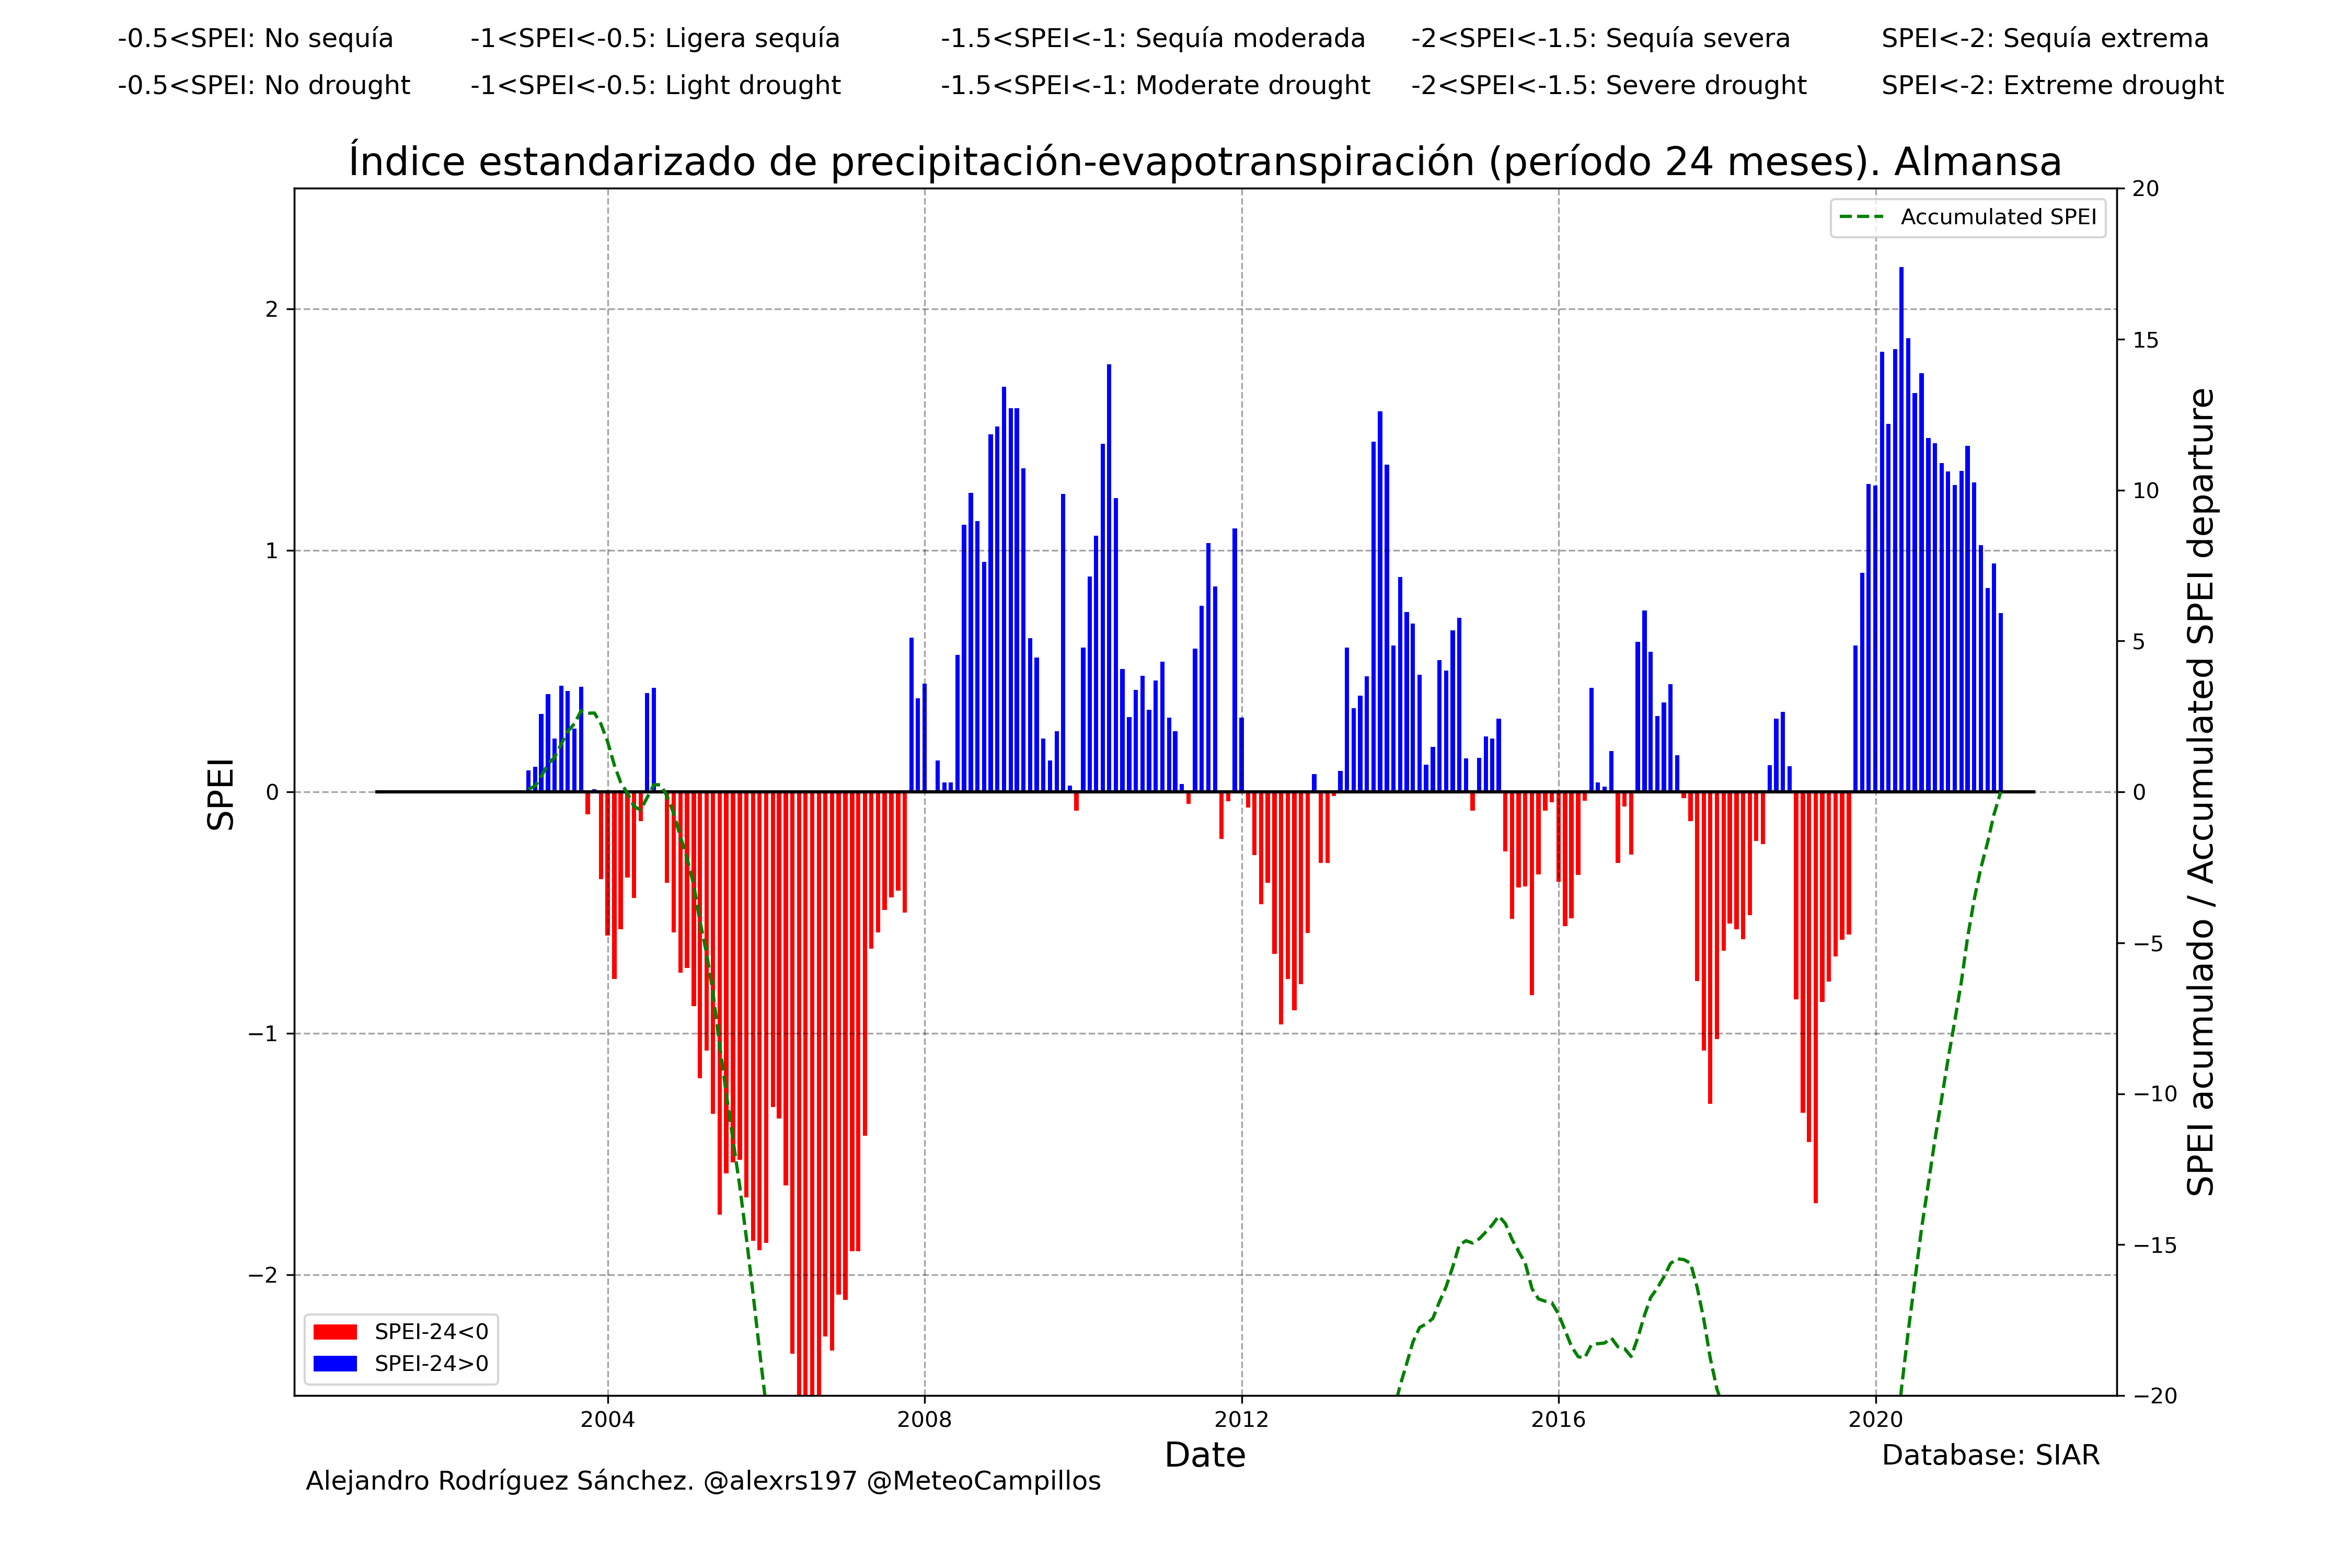 -0.5<SPEI: No sequía -1<SPEI<-0.5: Ligera sequía -1.5<SPEI<-1: Sequía moderada -2<SPEI<-1.5: Sequía severa SPEI<-2: Sequía extrema
-0.5<SPEI: No drought -1<SPEI<-0.5: Light drought -1.5<SPEI<-1: Moderate drought -2<SPEI<-1.5: Severe drought SPEI<-2: Extreme drought
Índice estandarizado de precipitación-evapotranspiración (período 24 meses). Almansa
Accumulated SPEI
SPEI
2
1
0
−1
−2
20
15
10
5
0
−5
−10
−15
−20
SPEI acumulado / Accumulated SPEI departure
SPEI-24<0
SPEI-24>0
2004 2008 2012 2016 2020
Date
Database: SIAR
Alejandro Rodríguez Sánchez. @alexrs197 @MeteoCampillos